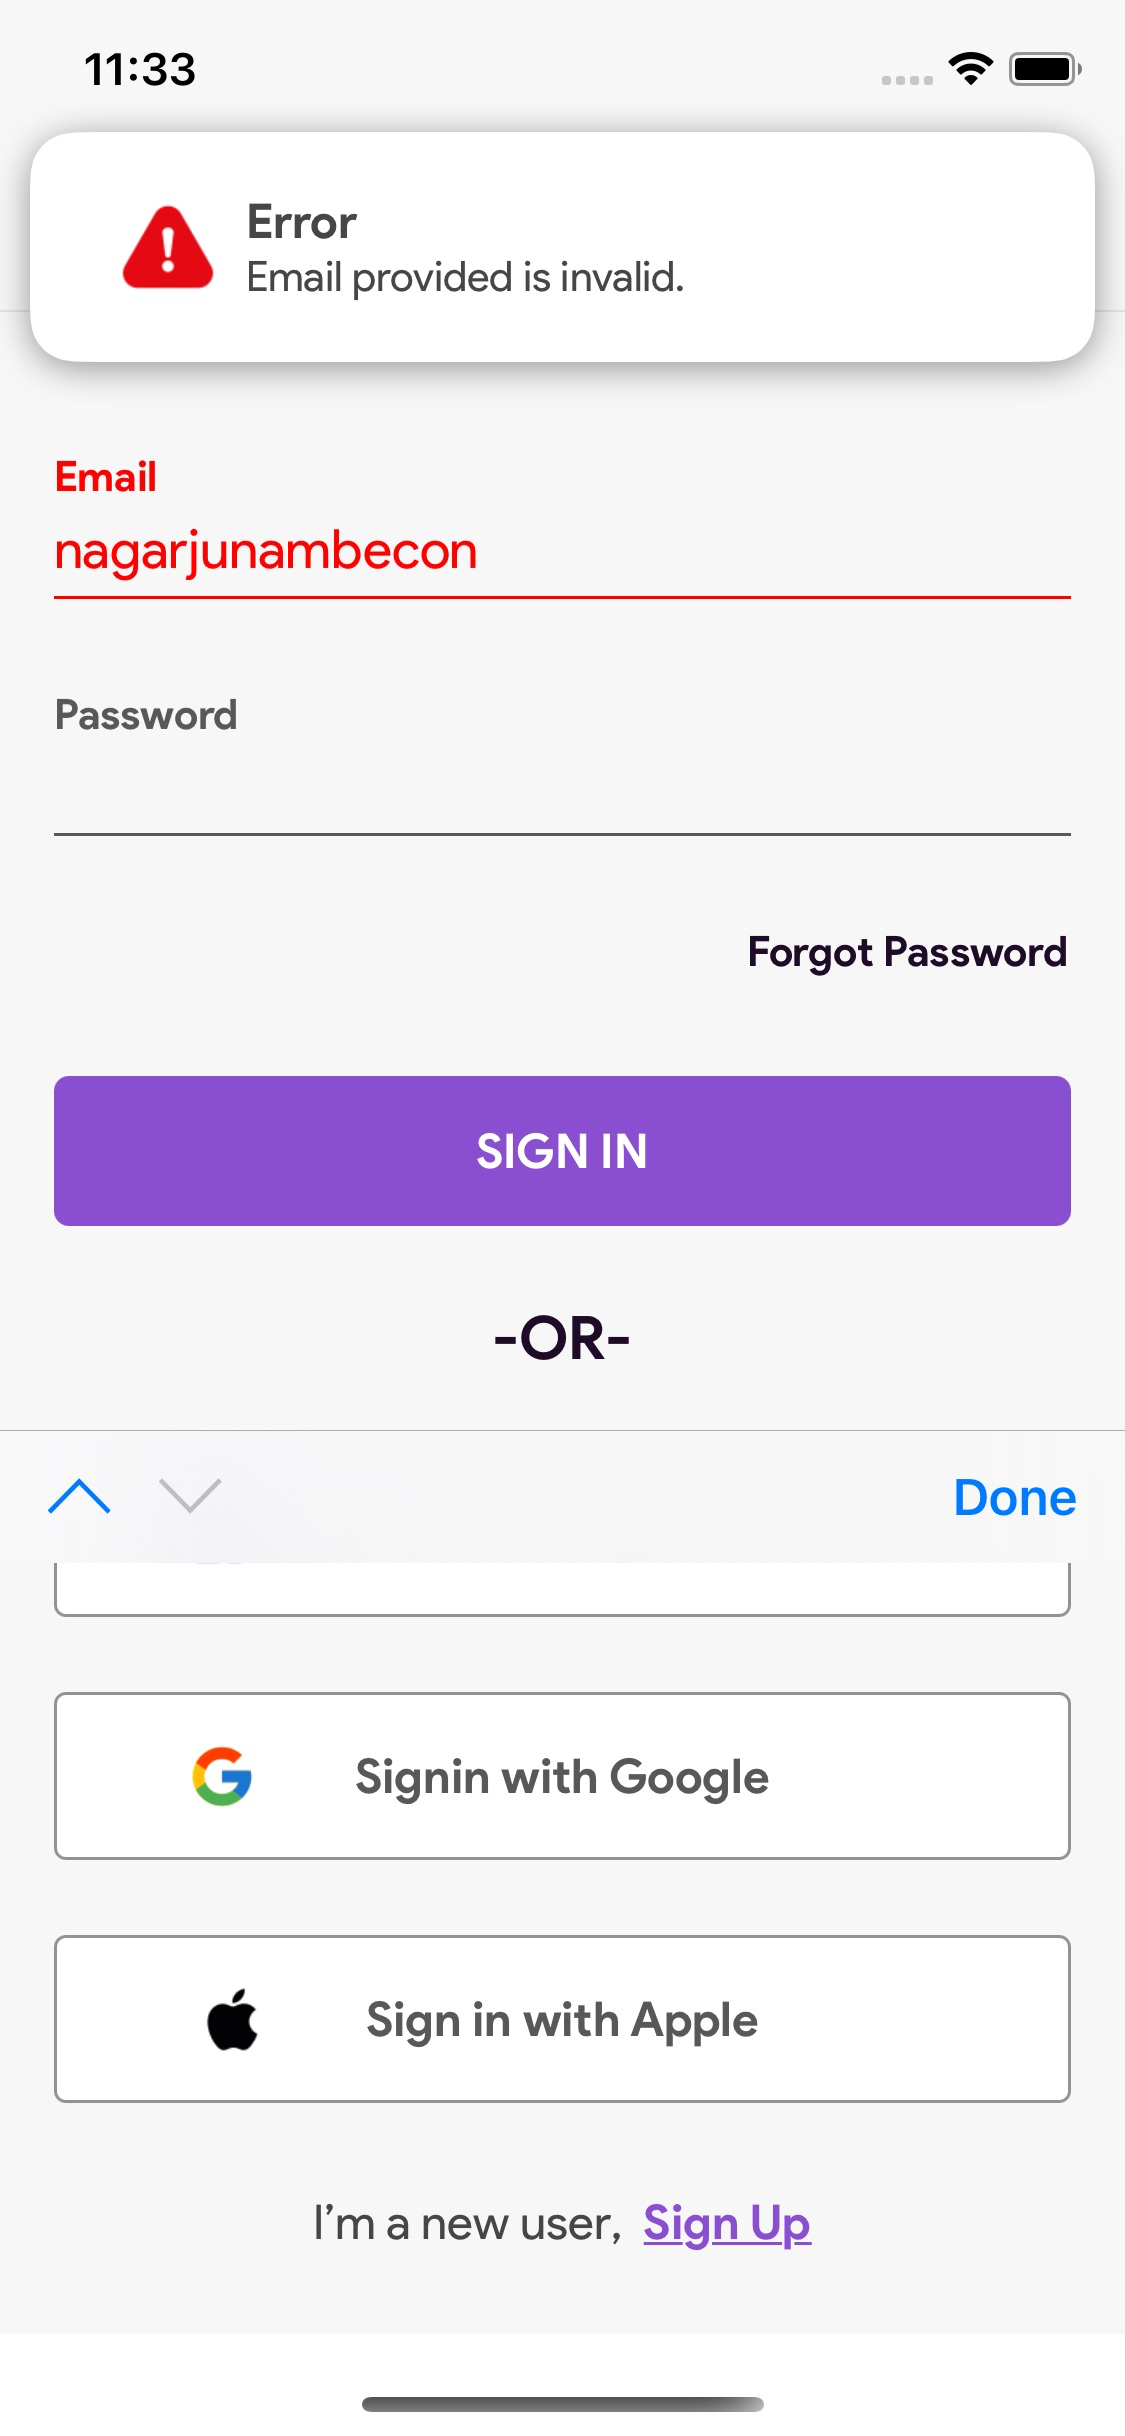 11:33
Error
Email provided is invalid.
Email
nagarjunambecon
Password
Forgot Password
SIGN IN
-OR-
Done
Signin with Google
Sign in with Apple
I'm a new user, Sign Up